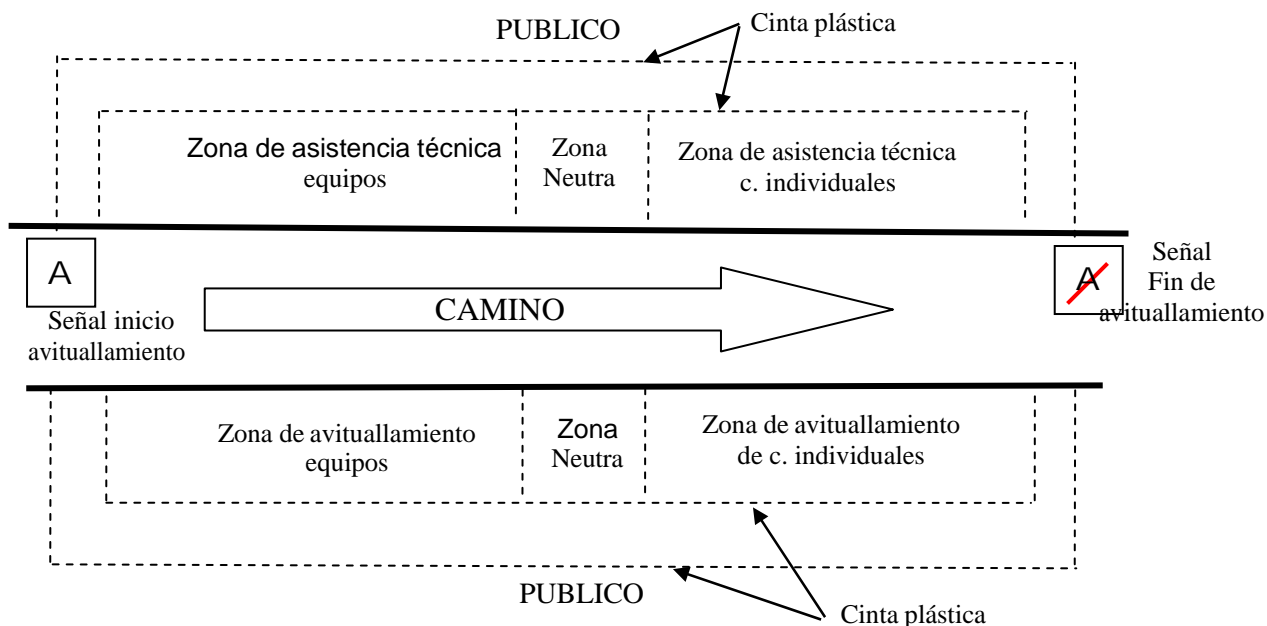 PUBLICO
Cinta plástica
Zona de asistencia técnica
equipos
Zona
Neutra
Zona de asistencia técnica
c. individuales
A
Señal inicio
avituallamiento
CAMINO
A
Señal
Fin de
avituallamiento
Zona de avituallamiento
equipos
Zona
Neutra
Zona de avituallamiento
de c. individuales
PUBLICO
Cinta plástica